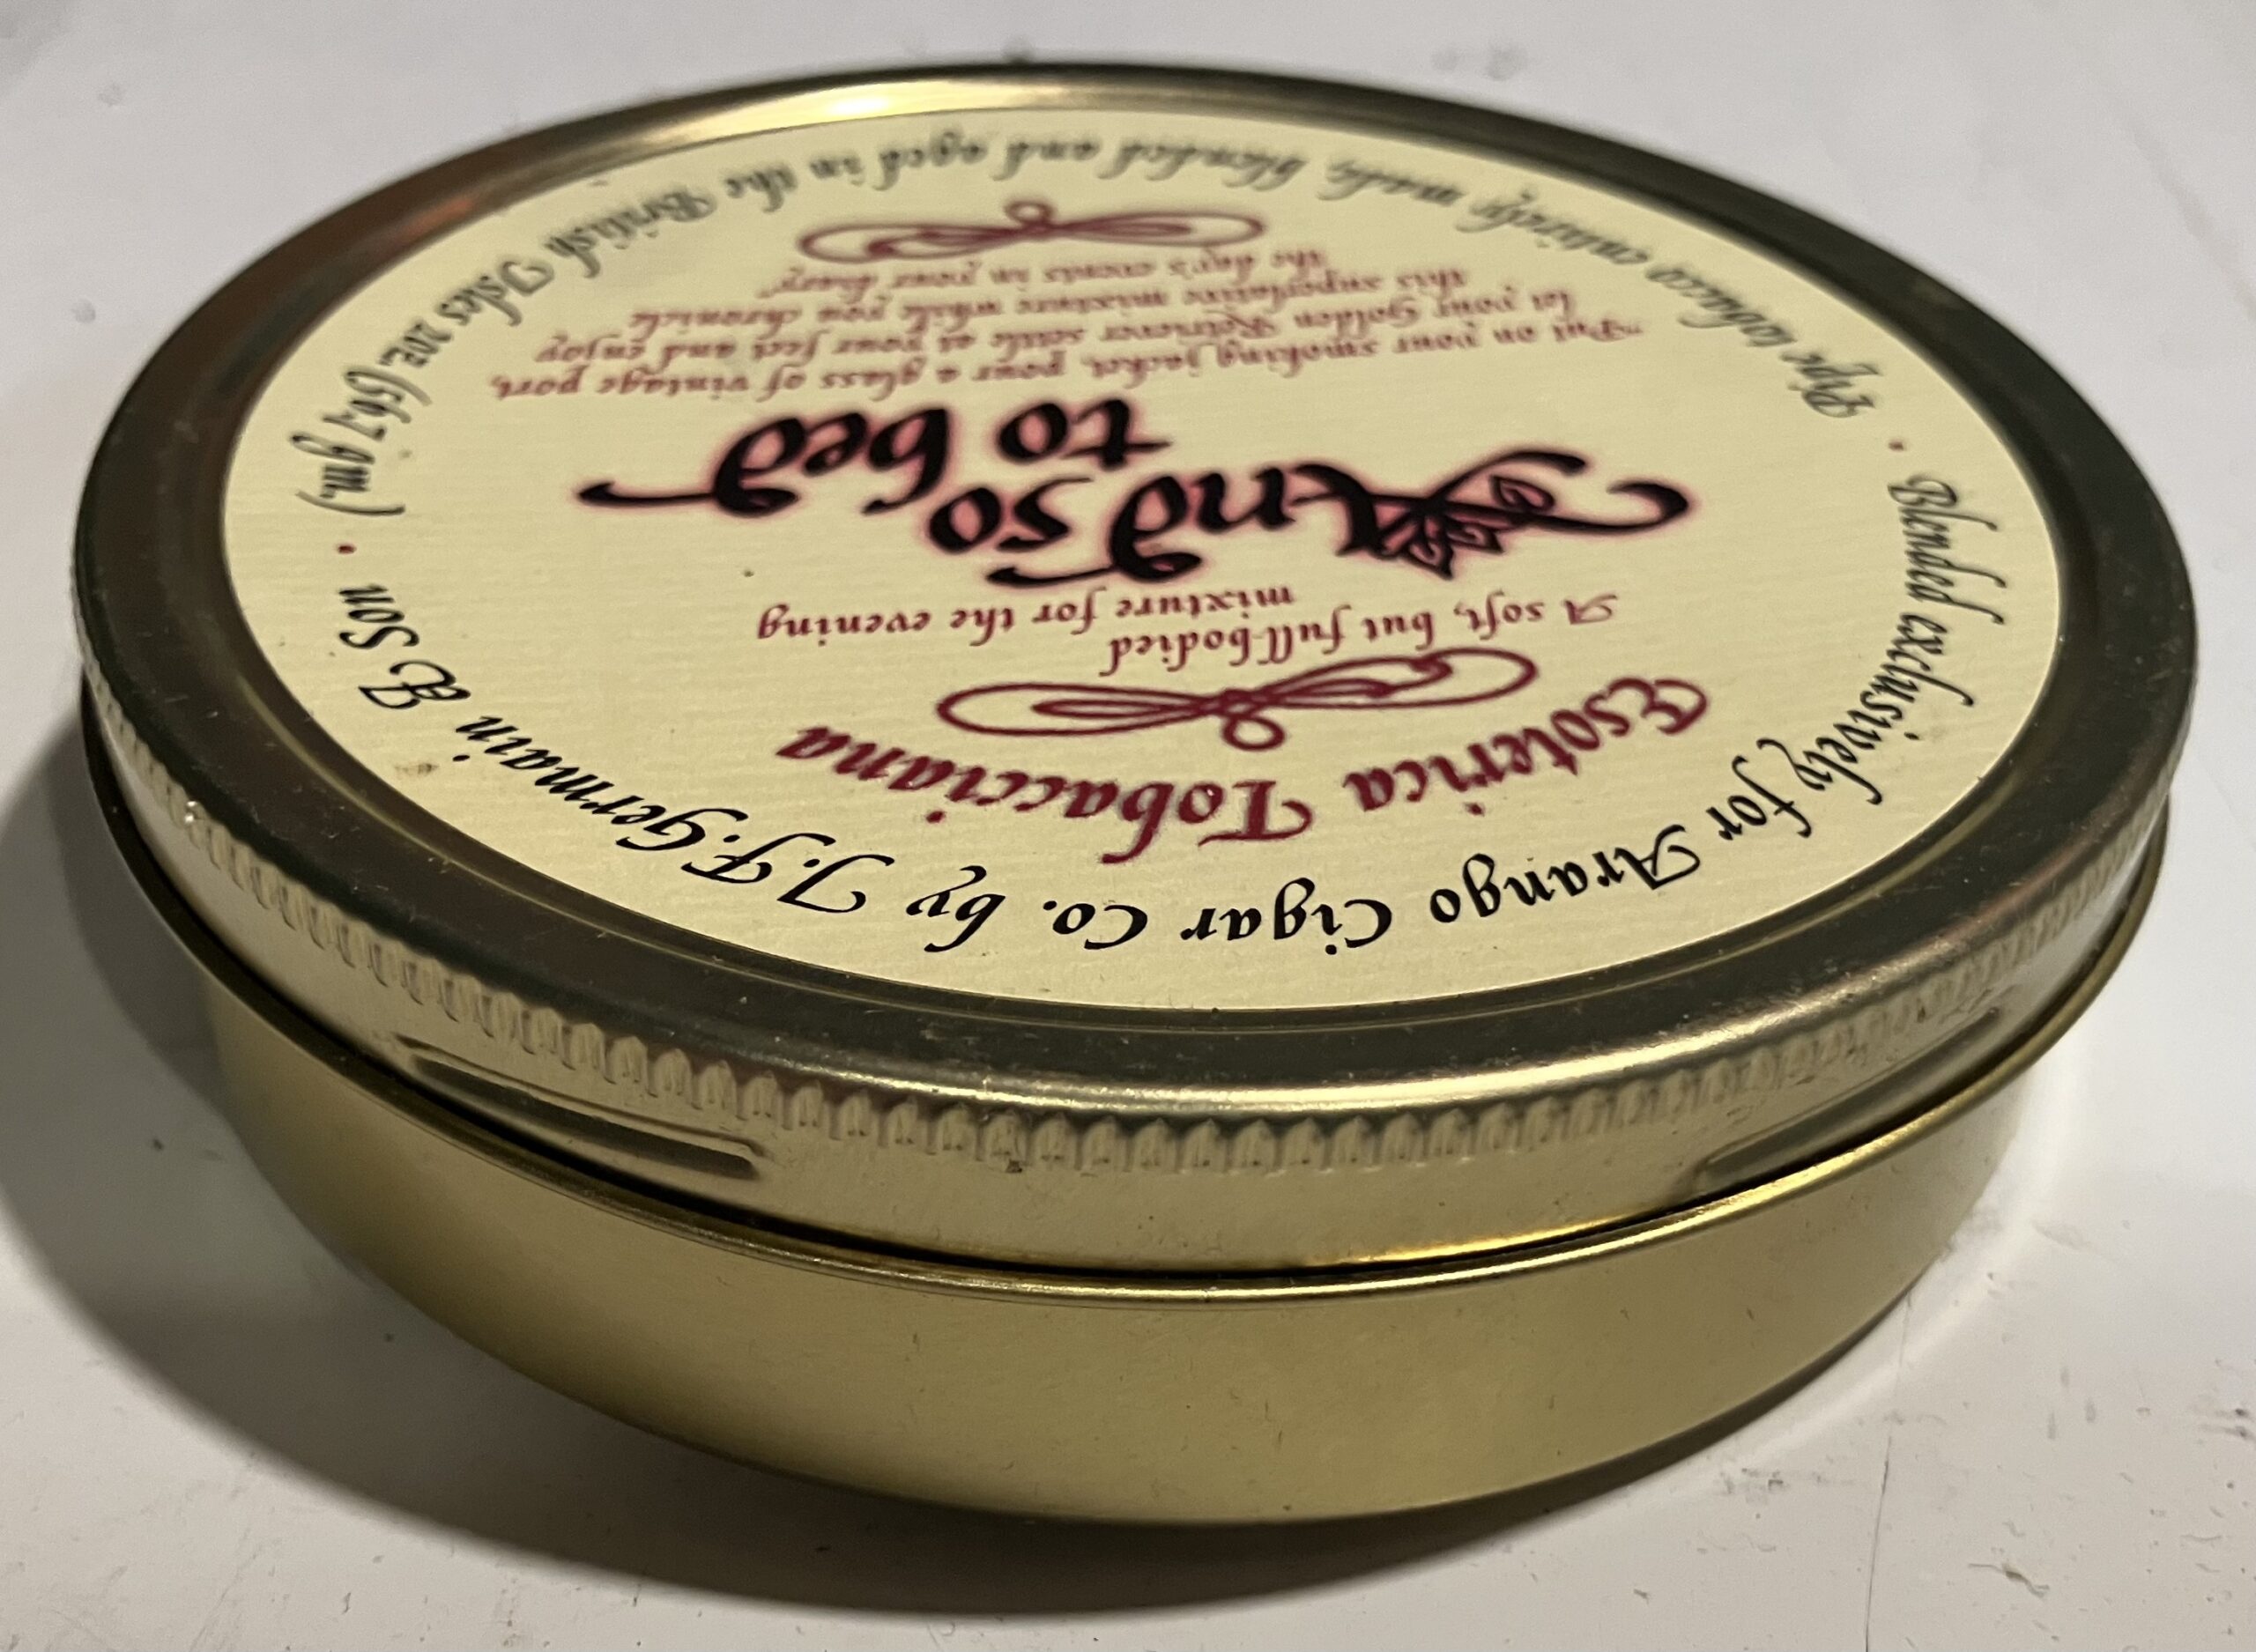 Blended exclusively for Arango Cigar Co. by J.F.Germain & Son
Esoterica Tobacciana
A soft, but full-bodied
mixture for the evening
And so
to bed
"Put on your smoking jacket, pour a glass of vintage port,
let your Golden Retriever settle at your feet and enjoy
this superlative mixture while you chronicle
the day's events in your diary"
Pipe tobacco entirely made, blended and aged in the British Isles 2oz. (56.7 gm.)